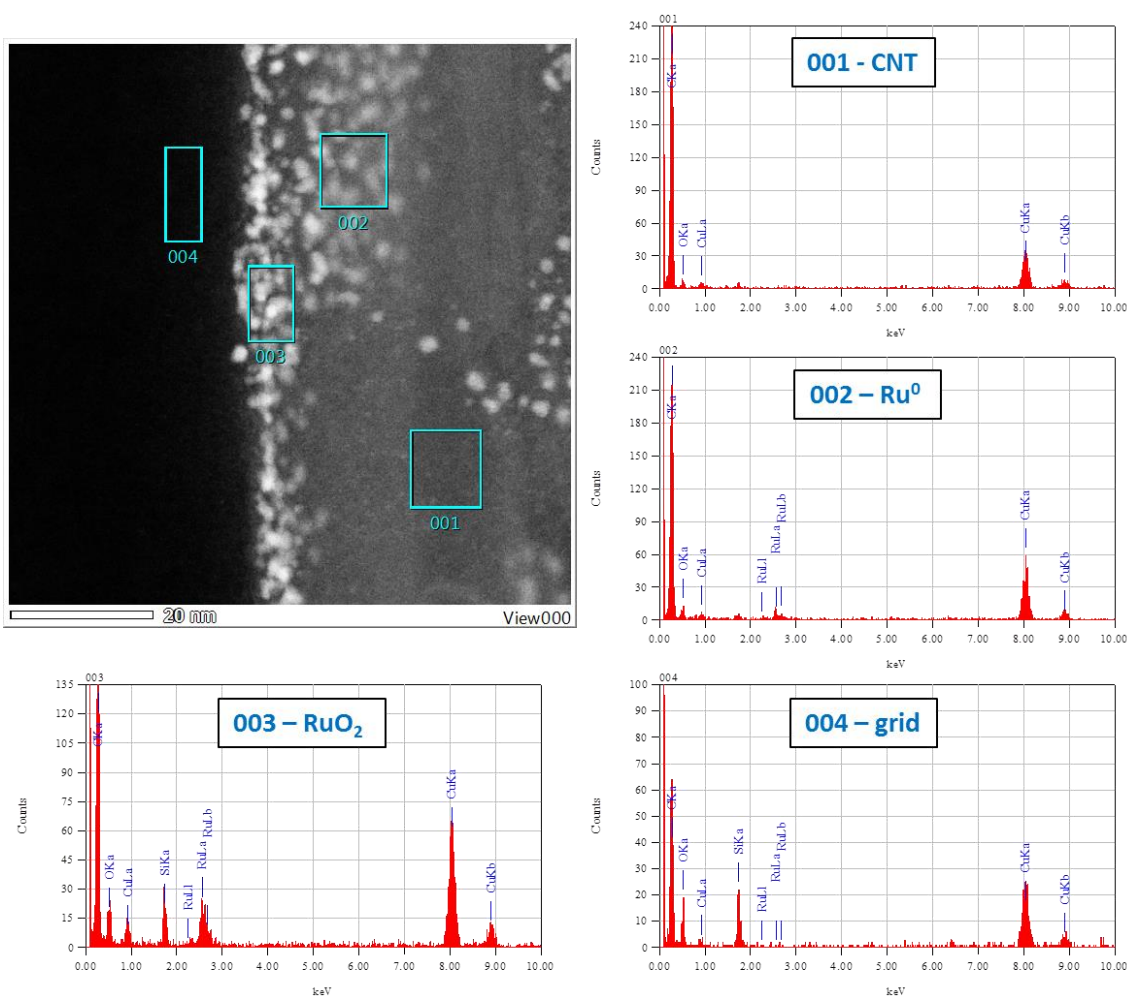 004
002
003
001
20 nm
View000
001
001 - CNT
240
210
180
150
120
90
60
30
0
Counts
CKa
OKa
CuLa
CuKa
CuKb
0.00 1.00 2.00 3.00 4.00 5.00 6.00 7.00 8.00 9.00 10.00
keV
002
002 – Ru⁰
240
210
180
150
120
90
60
30
0
Counts
CKa
OKa
CuLa
RuLl
RuLa
RuLb
CuKa
CuKb
0.00 1.00 2.00 3.00 4.00 5.00 6.00 7.00 8.00 9.00 10.00
keV
003
003 – RuO₂
135
120
105
90
75
60
45
30
15
0
Counts
CKa
OKa
CuLa
SiKa
RuLl
RuLa
RuLb
CuKa
CuKb
0.00 1.00 2.00 3.00 4.00 5.00 6.00 7.00 8.00 9.00 10.00
keV
004
004 – grid
100
90
80
70
60
50
40
30
20
10
0
Counts
CKa
OKa
CuLa
SiKa
RuLl
RuLa
RuLb
CuKa
CuKb
0.00 1.00 2.00 3.00 4.00 5.00 6.00 7.00 8.00 9.00 10.00
keV